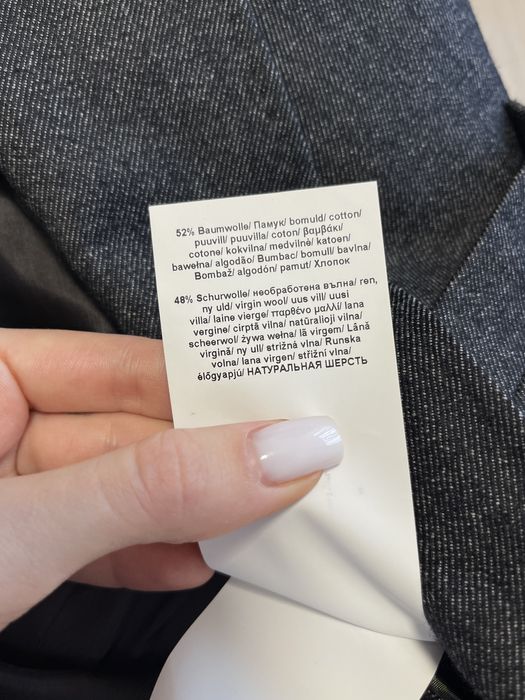 52% Baumwolle/ Памук/ bomuld/ cotton/
puuvill/ puuvilla/ coton/ βαμβάκι/
cotone/ kokvilna/ medvilnė/ katoen/
bawełna/ algodão/ Bumbac/ bomull/ bavlna/
Bombaž/ algodón/ pamut/ Хлопок
48% Schurwolle/ необработена вълна/ ren,
ny uld/ virgin wool/ uus vill/ uusi
villa/ laine vierge/ παρθένο μαλλί/ lana
vergine/ cirptā vilna/ natūralioji vilna/
scheerwol/ żywa wełna/ lã virgem/ Lână
virgină/ ny ull/ strižná vlna/ Runska
volna/ lana virgen/ střižní vlna/
élőgyapjú/ НАТУРАЛЬНАЯ ШЕРСТЬ